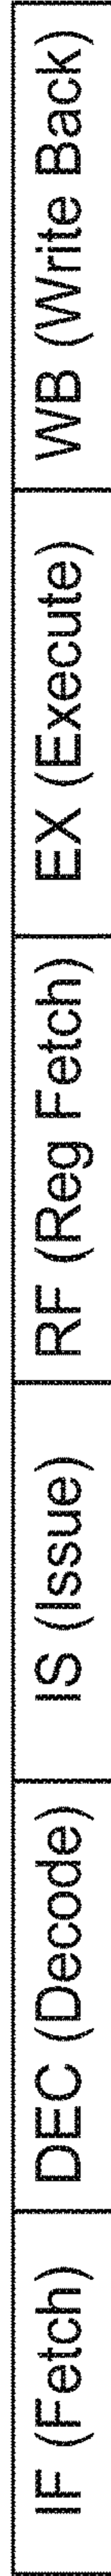 IF (Fetch)
DEC (Decode)
IS (Issue)
RF (Reg Fetch)
EX (Execute)
WB (Write Back)